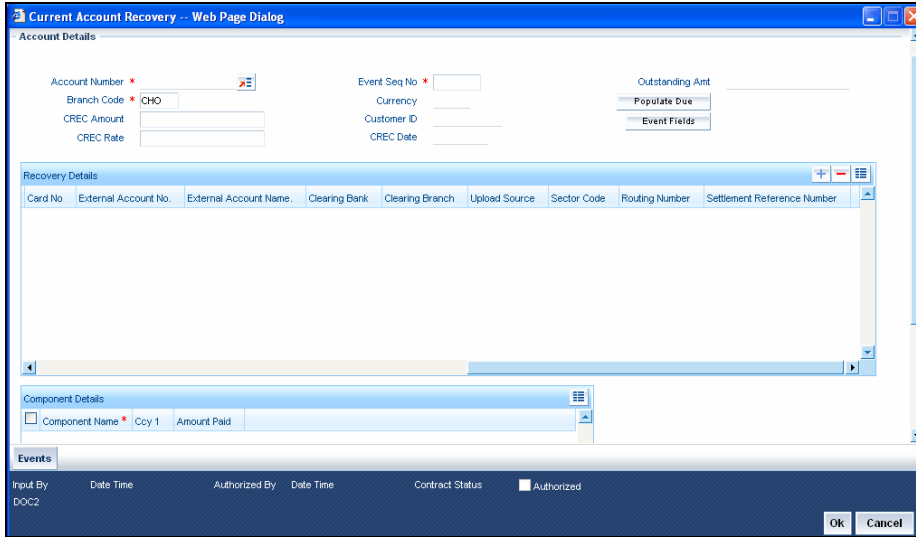 Current Account Recovery -- Web Page Dialog
Account Details
Account Number * Event Seq No * Outstanding Amt
Branch Code * CHO Currency Populate Due
CREC Amount Customer ID Event Fields
CREC Rate CREC Date
Recovery Details
Card No External Account No. External Account Name. Clearing Bank Clearing Branch Upload Source Sector Code Routing Number Settlement Reference Number
Component Details
Component Name * Ccy 1 Amount Paid
Events
Input By Date Time Authorized By Date Time Contract Status Authorized
DOC2
Ok Cancel